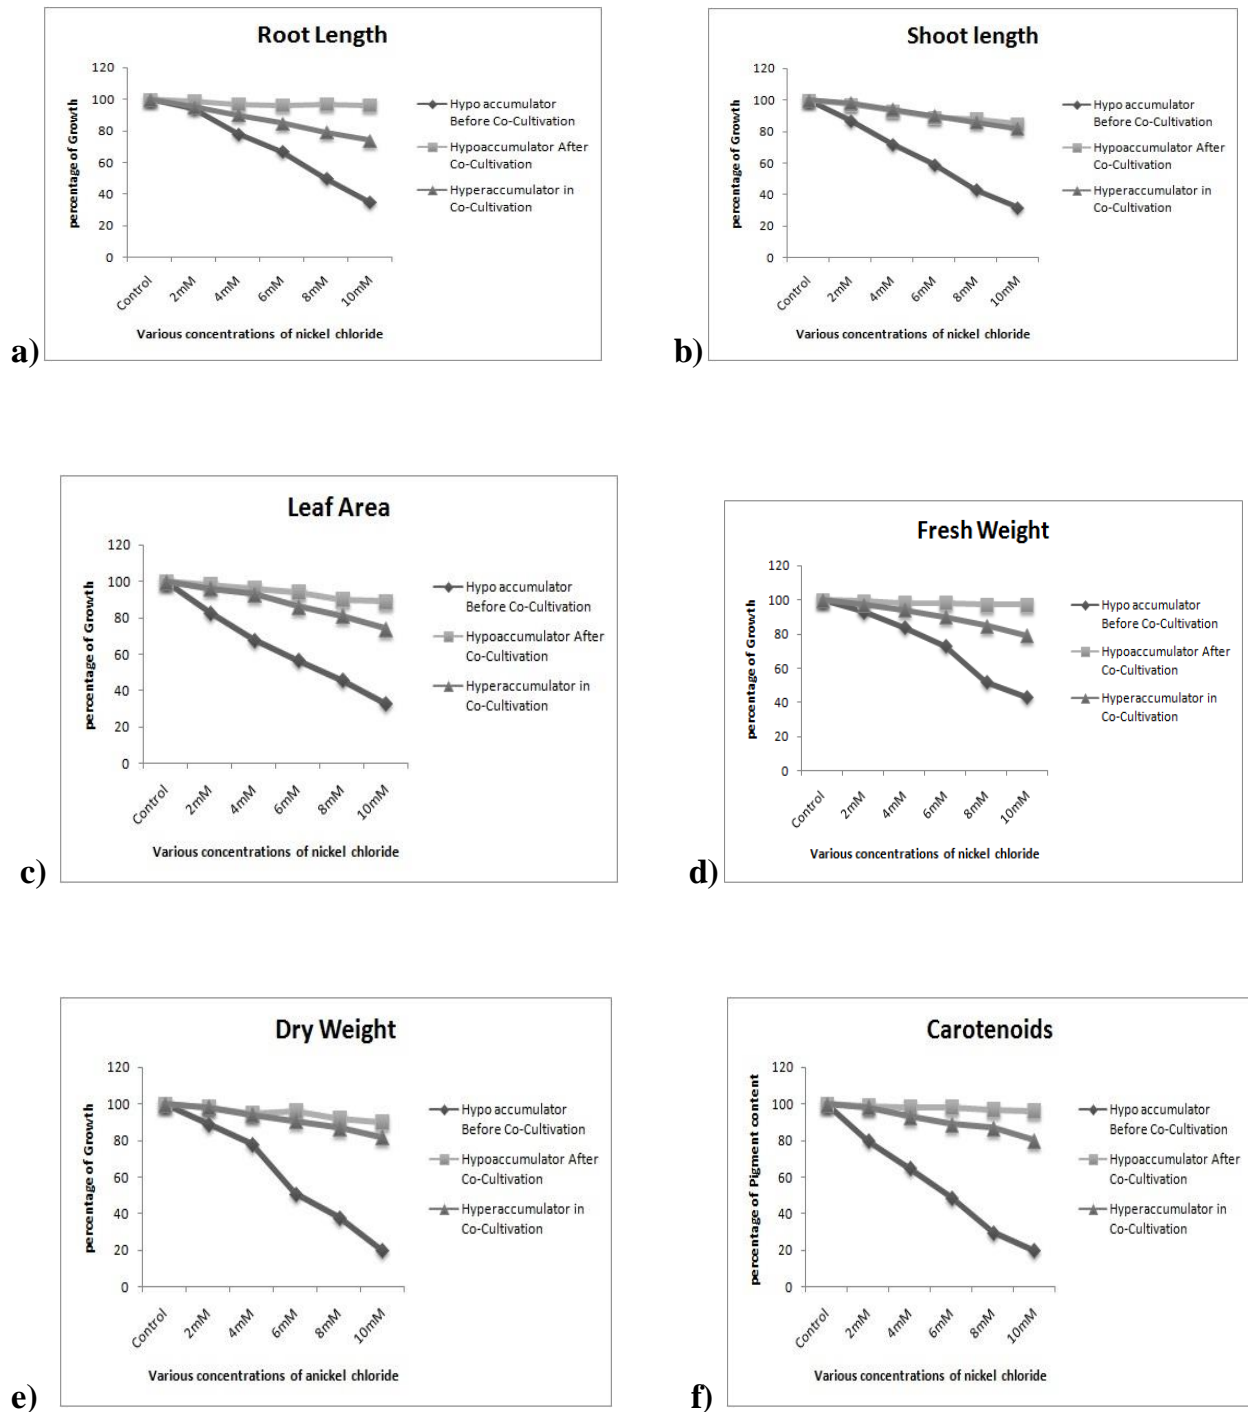 Root Length
120
100
80
60
40
20
0
percentage of Growth
Control
2mM
4mM
6mM
8mM
10mM
Various concentrations of nickel chloride
Hypo accumulator
Before Co-Cultivation
Hypoaccumulator After
Co-Cultivation
Hyperaccumulator in
Co-Cultivation
a)
Shoot length
120
100
80
60
40
20
0
percentage of Growth
Control
2mM
4mM
6mM
8mM
10mM
Various concentrations of nickel chloride
Hypo accumulator
Before Co-Cultivation
Hypoaccumulator After
Co-Cultivation
Hyperaccumulator in
Co-Cultivation
b)
Leaf Area
120
100
80
60
40
20
0
percentage of Growth
Control
2mM
4mM
6mM
8mM
10mM
Various concentrations of nickel chloride
Hypo accumulator
Before Co-Cultivation
Hypoaccumulator After
Co-Cultivation
Hyperaccumulator in
Co-Cultivation
c)
Fresh Weight
120
100
80
60
40
20
0
percentage of Growth
Control
2mM
4mM
6mM
8mM
10mM
Various concentrations of nickel chloride
Hypo accumulator
Before Co-Cultivation
Hypoaccumulator After
Co-Cultivation
Hyperaccumulator in
Co-Cultivation
d)
Dry Weight
120
100
80
60
40
20
0
percentage of Growth
Control
2mM
4mM
6mM
8mM
10mM
Various concentrations of anickel chloride
Hypo accumulator
Before Co-Cultivation
Hypoaccumulator After
Co-Cultivation
Hyperaccumulator in
Co-Cultivation
e)
Carotenoids
120
100
80
60
40
20
0
percentage of Pigment content
Control
2mM
4mM
6mM
8mM
10mM
Various concentrations of nickel chloride
Hypo accumulator
Before Co-Cultivation
Hypoaccumulator After
Co-Cultivation
Hyperaccumulator in
Co-Cultivation
f)